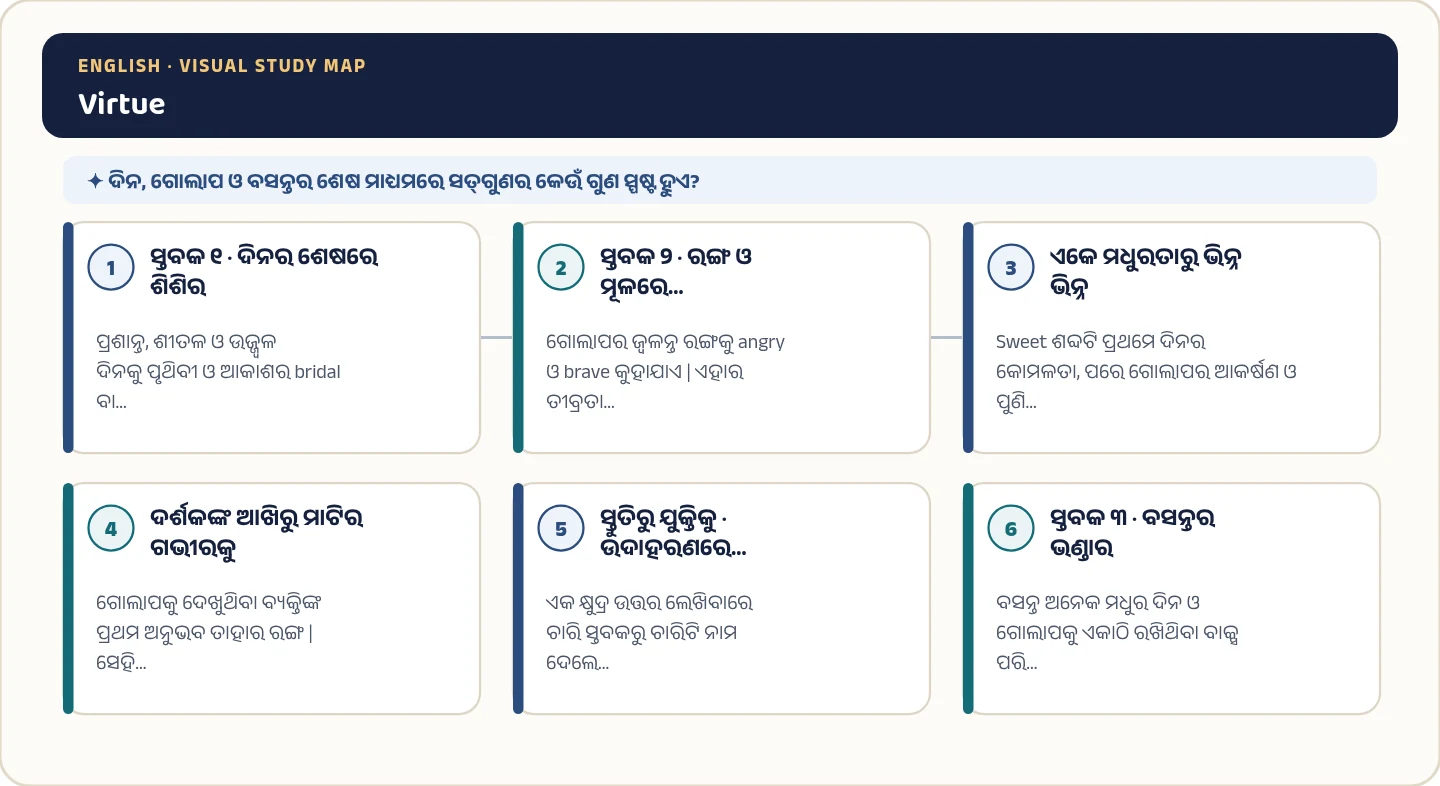 ENGLISH · VISUAL STUDY MAP
Virtue
✦ ଦିନ, ଗୋଲାପ ଓ ବସନ୍ତର ଶେଷ ମାଧ୍ୟମରେ ସତ୍‌ଗୁଣର କେଉଁ ଗୁଣ ସ୍ପଷ୍ଟ ହୁଏ?
1
ସ୍ତବକ ୧ · ଦିନର ଶେଷରେ
ଶିଶିର
ପ୍ରଶାନ୍ତ, ଶୀତଳ ଓ ଉଜ୍ଜ୍ୱଳ
ଦିନକୁ ପୃଥିବୀ ଓ ଆକାଶର bridal
ବା...
2
ସ୍ତବକ ୨ · ରଙ୍ଗ ଓ
ମୂଳରେ...
ଗୋଲାପର ଜ୍ୱଳନ୍ତ ରଙ୍ଗକୁ angry
ଓ brave କୁହାଯାଏ | ଏହାର
ତୀବ୍ରତା...
3
ଏକେ ମଧୁରତାରୁ ଭିନ୍ନ
ଭିନ୍ନ
Sweet ଶବ୍ଦଟି ପ୍ରଥମେ ଦିନର
କୋମଳତା, ପରେ ଗୋଲାପର ଆକର୍ଷଣ ଓ
ପୁଣି...
4
ଦର୍ଶକଙ୍କ ଆଖିରୁ ମାଟିର
ଗଭୀରକୁ
ଗୋଲାପକୁ ଦେଖୁଥିବା ବ୍ୟକ୍ତିଙ୍କ
ପ୍ରଥମ ଅନୁଭବ ତାହାର ରଙ୍ଗ |
ସେହି...
5
ସ୍ତୁତିରୁ ଯୁକ୍ତିକୁ ·
ଉଦାହରଣରେ...
ଏକ କ୍ଷୁଦ୍ର ଉତ୍ତର ଲେଖିବାରେ
ଚାରି ସ୍ତବକରୁ ଚାରିଟି ନାମ
ଦେଲେ...
6
ସ୍ତବକ ୩ · ବସନ୍ତର
ଭଣ୍ଡାର
ବସନ୍ତ ଅନେକ ମଧୁର ଦିନ ଓ
ଗୋଲାପକୁ ଏକାଠି ରଖିଥିବା ବାକ୍ସ
ପରି...